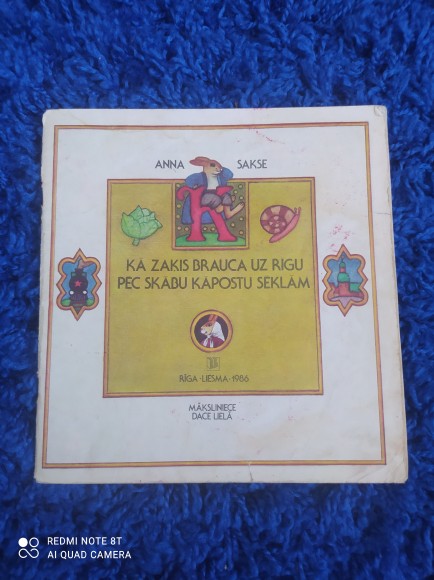 ANNA SAKSE
K
KĀ ZAĶIS BRAUCA UZ RĪGU
PĒC SKĀBU KĀPOSTU SĒKLĀM
RĪGA · LIESMA · 1986
MĀKSLINIECE
DACE LIELĀ
REDMI NOTE 8T
AI QUAD CAMERA